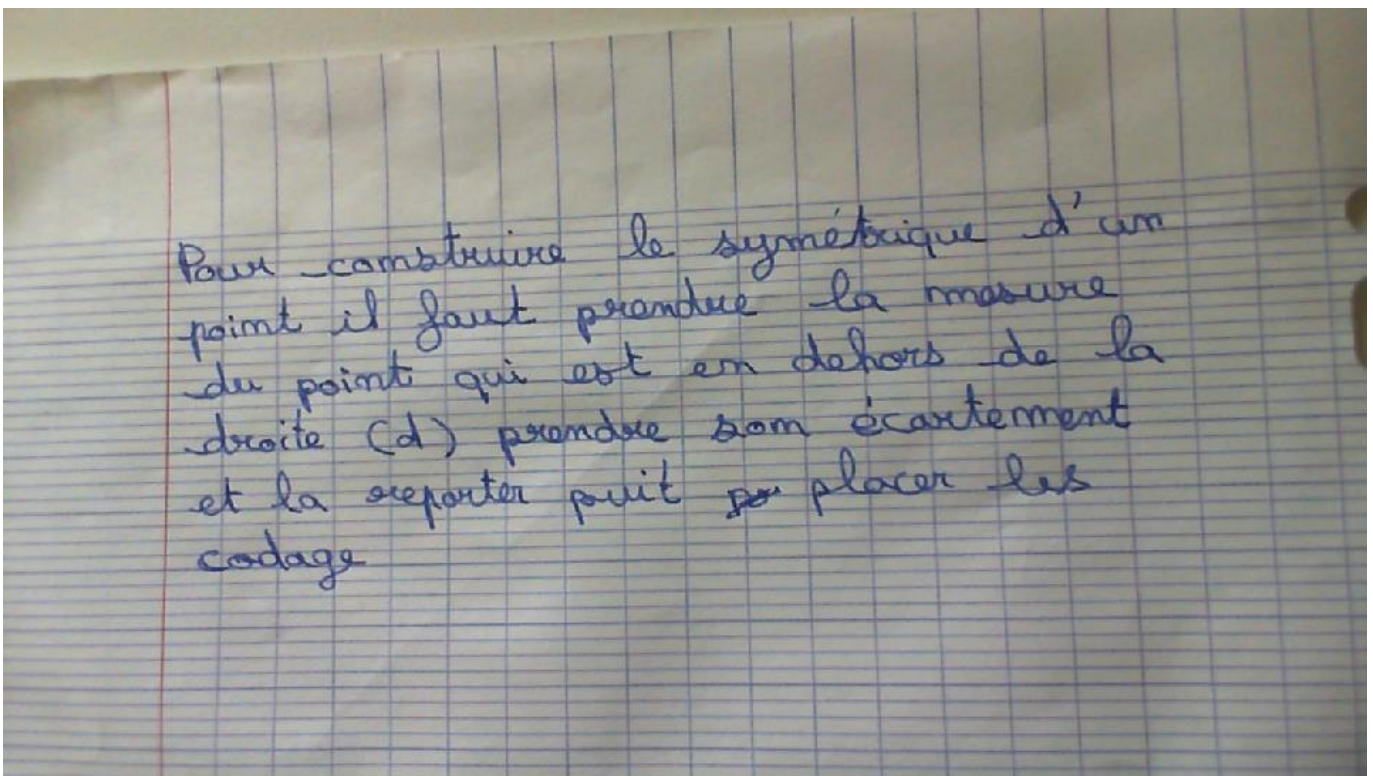 Pour construire le symétrique d'un
point il faut prendre la mesure
du point qui est en dehors de la
droite (d) prendre son écartement
et la reporter puit placer les
codage